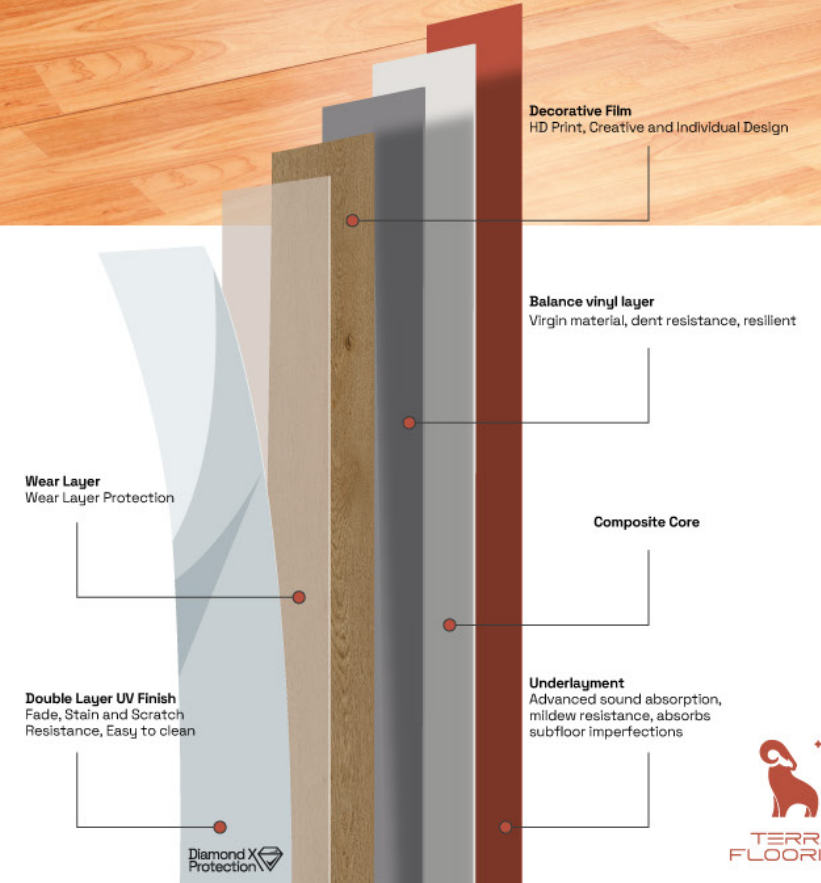 Decorative Film
HD Print, Creative and Individual Design
Balance vinyl layer
Virgin material, dent resistance, resilient
Wear Layer
Wear Layer Protection
Composite Core
Double Layer UV Finish
Fade, Stain and Scratch
Resistance, Easy to clean
Underlayment
Advanced sound absorption,
mildew resistance, absorbs
subfloor imperfections
Diamond X
Protection
TERR
FLOORI